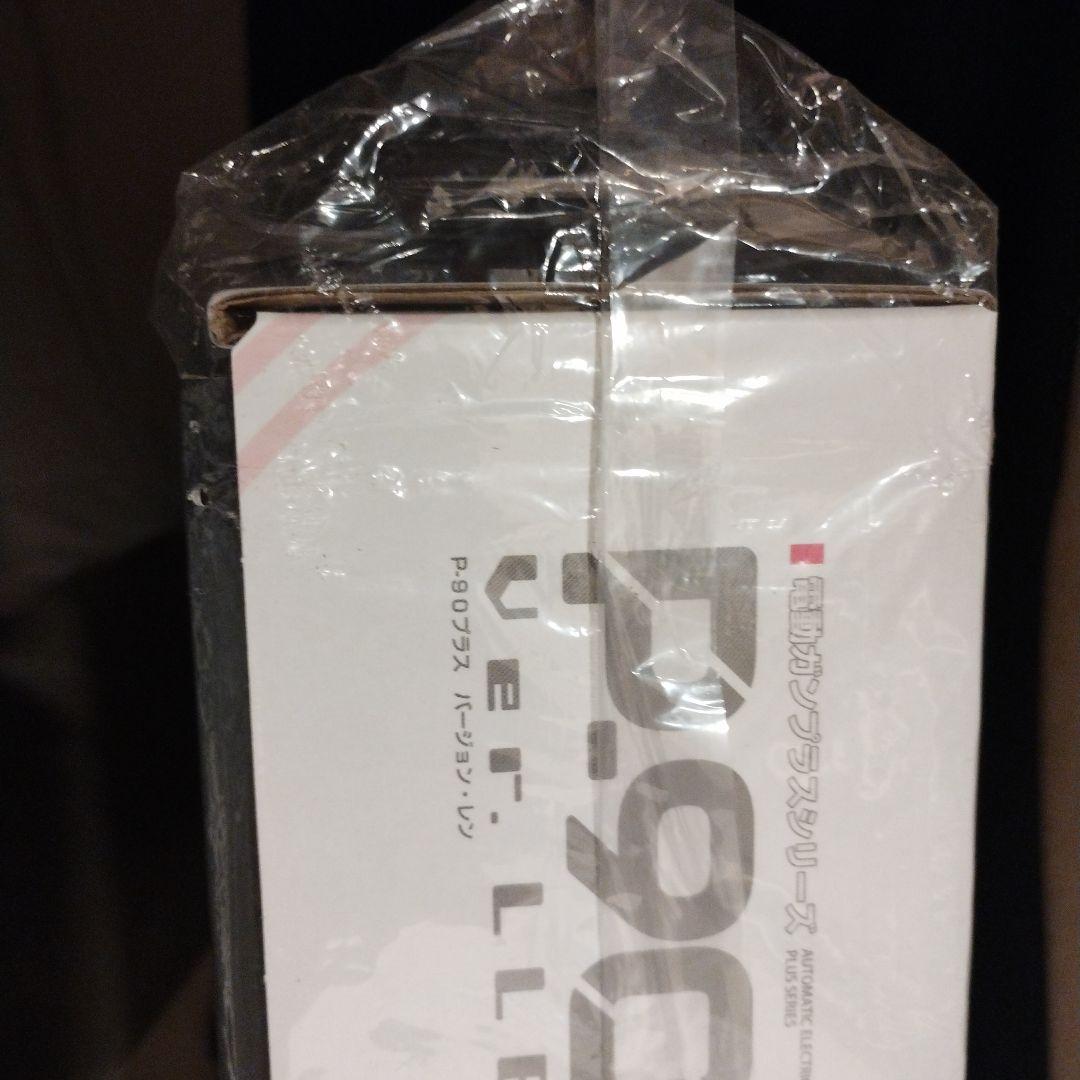 電動ガンプラスシリーズ
AUTOMATIC ELECTRI
PLUS SERIES
P-90
Ver. LLE
P-90プラス バージョン・レン